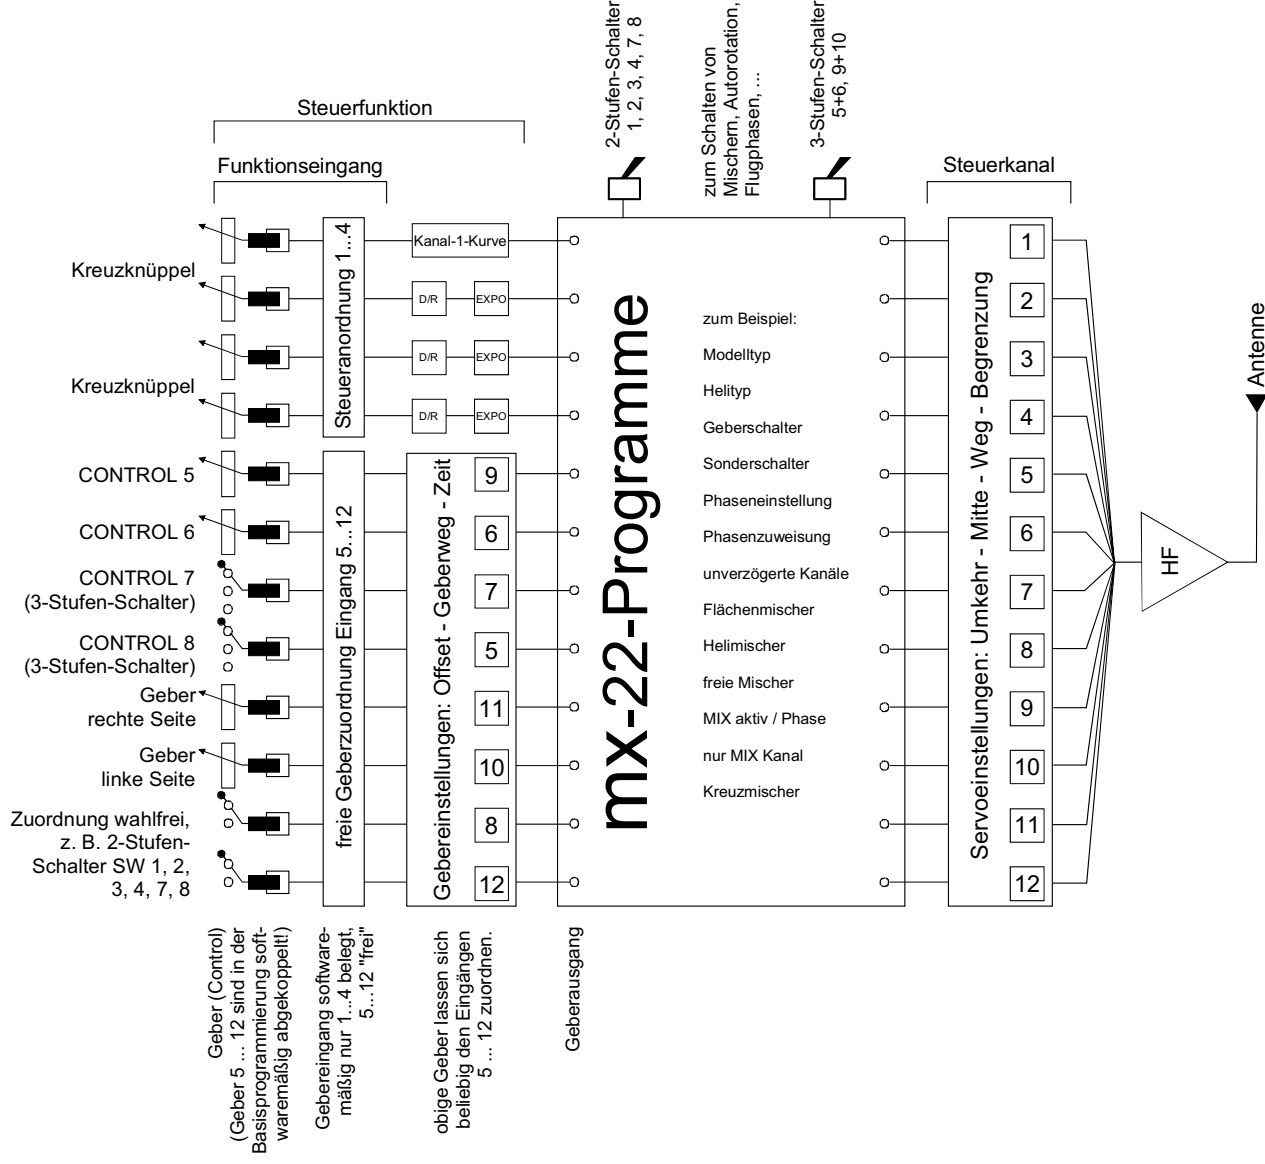 Steuerfunktion
Funktionseingang
2-Stufen-Schalter
1, 2, 3, 4, 7, 8
zum Schalten von
Mischern, Autorotation,
Flugphasen, ...
3-Stufen-Schalter
5+6, 9+10
Steuerkanal
Kreuzknüppel
Kreuzknüppel
CONTROL 5
CONTROL 6
CONTROL 7
(3-Stufen-Schalter)
CONTROL 8
(3-Stufen-Schalter)
Geber
rechte Seite
Geber
linke Seite
Zuordnung wahlfrei,
z. B. 2-Stufen-
Schalter SW 1, 2,
3, 4, 7, 8
Steueranordnung 1...4
freie Geberzuordnung Eingang 5...12
Kanal-1-Kurve
D/R
EXPO
D/R
EXPO
D/R
EXPO
Gebereinstellungen: Offset - Geberweg - Zeit
9
6
7
5
11
10
8
12
mx-22-Programme
zum Beispiel:
Modelltyp
Helityp
Geberschalter
Sonderschalter
Phaseneinstellung
Phasenzuweisung
unverzögerte Kanäle
Flächenmischer
Helimischer
freie Mischer
MIX aktiv / Phase
nur MIX Kanal
Kreuzmischer
Servoeinstellungen: Umkehr - Mitte - Weg - Begrenzung
1
2
3
4
5
6
7
8
9
10
11
12
HF
Antenne
Geber (Control)
(Geber 5 ... 12 sind in der
Basisprogrammierung soft-
waremäßig abgekoppelt!)
Gebereingang software-
mäßig nur 1...4 belegt,
5...12 "frei"
obige Geber lassen sich
beliebig den Eingängen
5 ... 12 zuordnen.
Geberausgang